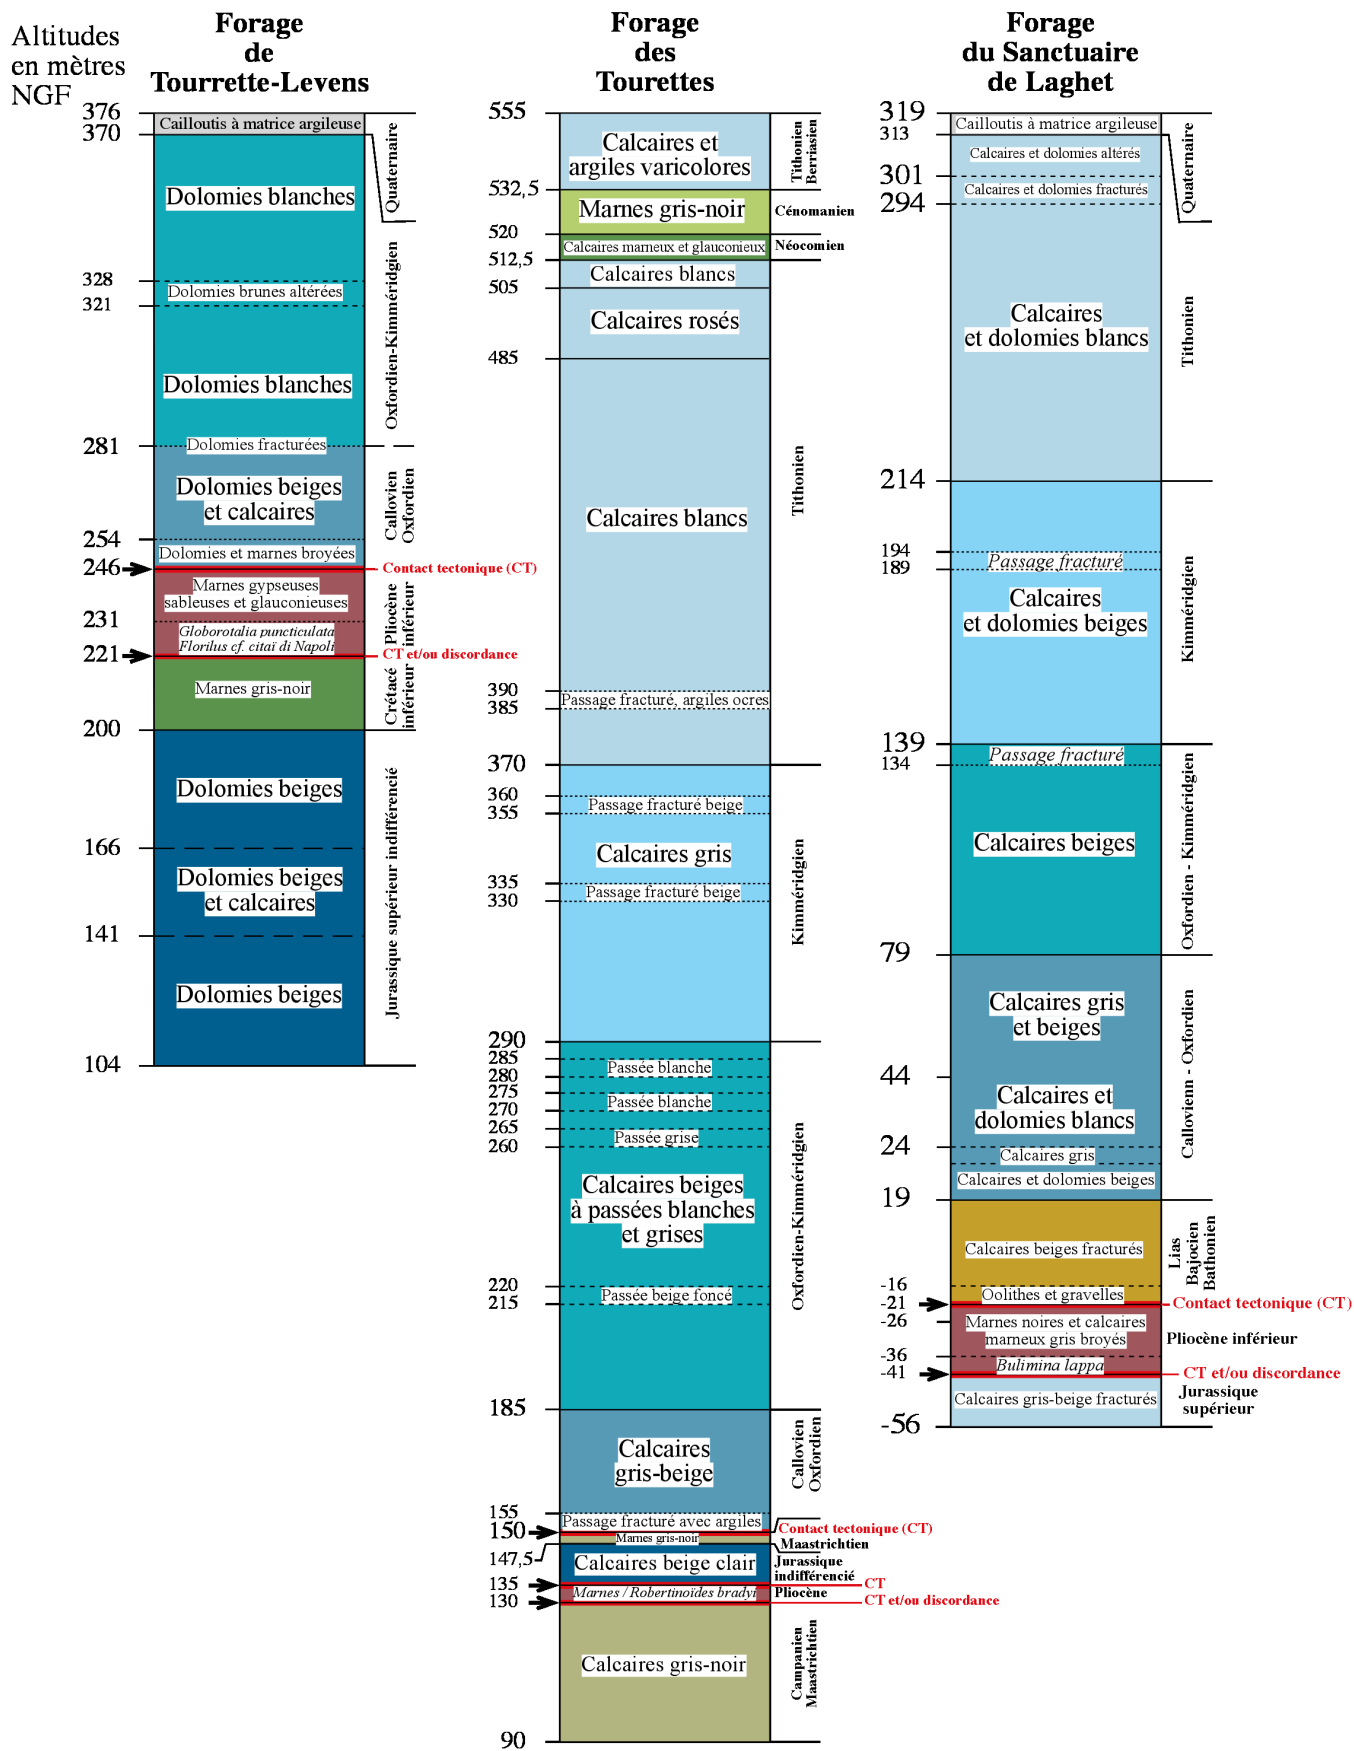 Altitudes
en mètres
NGF
Forage
de
Tourrette-Levens
376
Cailloutis à matrice argileuse
370
Quaternaire
Dolomies blanches
328
Dolomies brunes altérées
321
Oxfordien-Kimméridgien
Dolomies blanches
281
Dolomies fracturées
Dolomies beiges
et calcaires
Callovien
Oxfordien
254
Dolomies et marnes broyées
246
Contact tectonique (CT)
Marnes gypseuses
sableuses et glauconieuses
Pliocène
inférieur
231
Globorotalia puncticulata
Florilus cf. citaï di Napoli
221
CT et/ou discordance
Marnes gris-noir
Crétacé
inférieur
200
Dolomies beiges
166
Dolomies beiges
et calcaires
Jurassique supérieur indifférencié
141
Dolomies beiges
104
Forage
des
Tourettes
555
Calcaires et
argiles varicolores
Tithonien
Berriasien
532,5
Marnes gris-noir
Cénomanien
520
Calcaires marneux et glauconieux
Néocomien
512,5
Calcaires blancs
505
Calcaires rosés
485
Calcaires blancs
Tithonien
390
Passage fracturé, argiles ocres
385
370
360
Passage fracturé beige
355
Calcaires gris
Kimméridgien
335
Passage fracturé beige
330
290
285
Passée blanche
280
275
Passée blanche
270
265
Passée grise
260
Calcaires beiges
à passées blanches
et grises
Oxfordien-Kimméridgien
220
Passée beige foncé
215
185
Calcaires
gris-beige
Callovien
Oxfordien
155
Passage fracturé avec argiles
150
Contact tectonique (CT)
Marnes gris-noir
Maastrichtien
147,5
Calcaires beige clair
Jurassique
indifférencié
135
CT
Marnes / Robertinoïdes bradyi
Pliocène
130
CT et/ou discordance
Calcaires gris-noir
Campanien
Maastrichtien
90
Forage
du Sanctuaire
de Laghet
319
Cailloutis à matrice argileuse
313
Calcaires et dolomies altérés
Quaternaire
301
Calcaires et dolomies fracturés
294
Calcaires
et dolomies blancs
Tithonien
214
194
Passage fracturé
189
Calcaires
et dolomies beiges
Kimméridgien
139
Passage fracturé
134
Calcaires beiges
Oxfordien - Kimméridgien
79
Calcaires gris
et beiges
44
Calcaires et
dolomies blancs
Callovien - Oxfordien
24
Calcaires gris
Calcaires et dolomies beiges
19
Calcaires beiges fracturés
Lias
Bajocien
Bathonien
-16
Oolithes et gravelles
-21
Contact tectonique (CT)
-26
Marnes noires et calcaires
marneux gris broyés
Pliocène inférieur
-36
Bulimina lappa
-41
CT et/ou discordance
Calcaires gris-beige fracturés
Jurassique
supérieur
-56